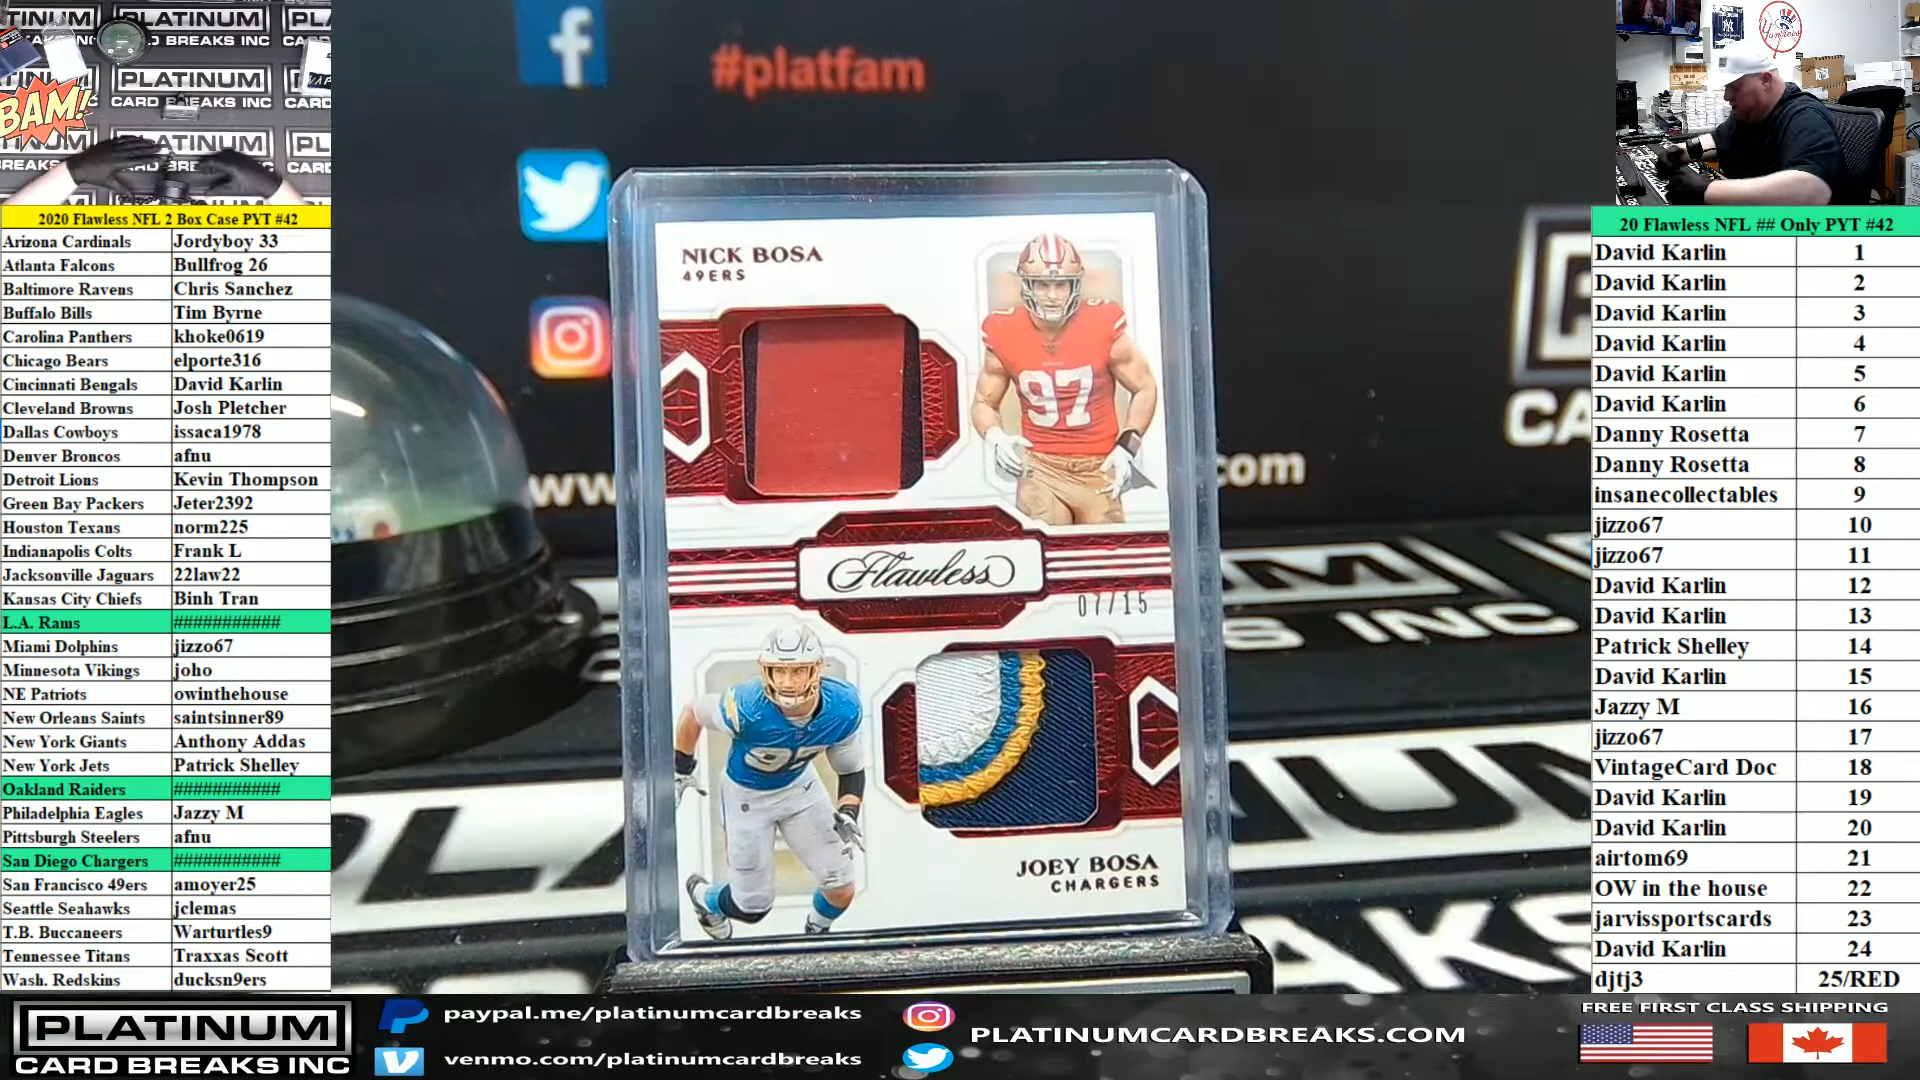 PLATINUM
CARD BREAKS INC
BAM!
#platfam
2020 Flawless NFL 2 Box Case PYT #42
Arizona Cardinals Jordyboy 33
Atlanta Falcons Bullfrog 26
Baltimore Ravens Chris Sanchez
Buffalo Bills Tim Byrne
Carolina Panthers khoke0619
Chicago Bears elporte316
Cincinnati Bengals David Karlin
Cleveland Browns Josh Pletcher
Dallas Cowboys issaca1978
Denver Broncos afnu
Detroit Lions Kevin Thompson
Green Bay Packers Jeter2392
Houston Texans norm225
Indianapolis Colts Frank L
Jacksonville Jaguars 22law22
Kansas City Chiefs Binh Tran
L.A. Rams ###########
Miami Dolphins jizzo67
Minnesota Vikings joho
NE Patriots owinthehouse
New Orleans Saints saintsinner89
New York Giants Anthony Addas
New York Jets Patrick Shelley
Oakland Raiders ###########
Philadelphia Eagles Jazzy M
Pittsburgh Steelers afnu
San Diego Chargers ###########
San Francisco 49ers amoyer25
Seattle Seahawks jclemas
T.B. Buccaneers Warturtles9
Tennessee Titans Traxxas Scott
Wash. Redskins ducksn9ers
NICK BOSA
49ERS
97
Flawless
07/15
JOEY BOSA
CHARGERS
20 Flawless NFL ## Only PYT #42
David Karlin 1
David Karlin 2
David Karlin 3
David Karlin 4
David Karlin 5
David Karlin 6
Danny Rosetta 7
Danny Rosetta 8
insanecollectables 9
jizzo67 10
jizzo67 11
David Karlin 12
David Karlin 13
Patrick Shelley 14
David Karlin 15
Jazzy M 16
jizzo67 17
VintageCard Doc 18
David Karlin 19
David Karlin 20
airtom69 21
OW in the house 22
jarvissportscards 23
David Karlin 24
djtj3 25/RED
PLATINUM
CARD BREAKS INC
paypal.me/platinumcardbreaks
venmo.com/platinumcardbreaks
PLATINUMCARDBREAKS.COM
FREE FIRST CLASS SHIPPING